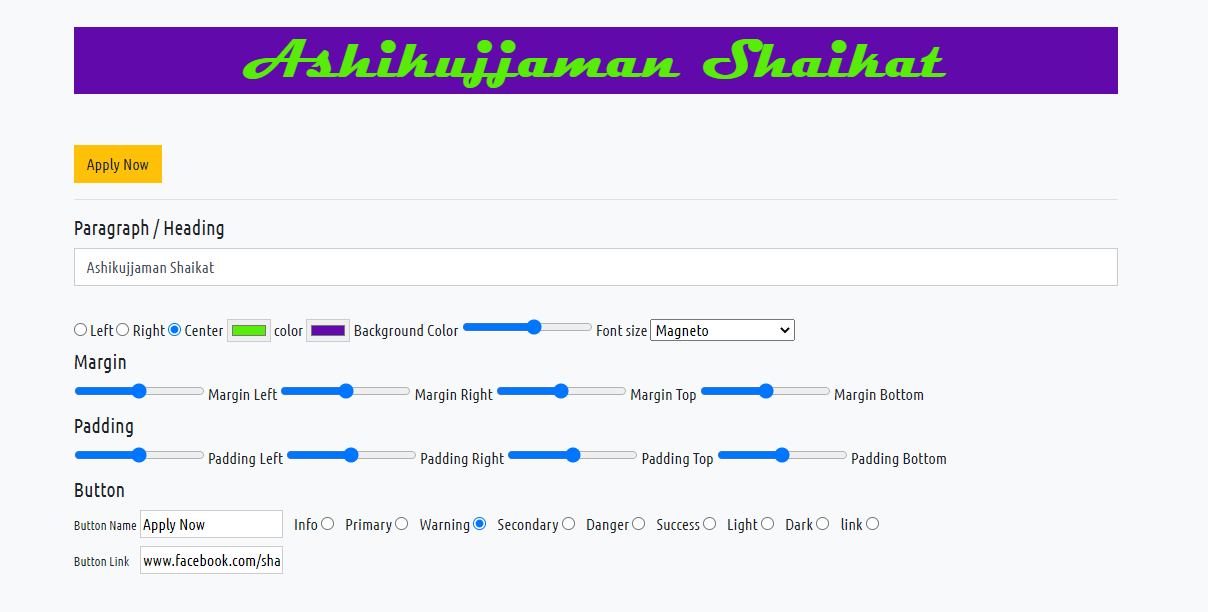 Ashikujjaman Shaikat
Apply Now
Paragraph / Heading
Ashikujjaman Shaikat
Left Right Center color Background Color Font size Magneto
Margin
Margin Left Margin Right Margin Top Margin Bottom
Padding
Padding Left Padding Right Padding Top Padding Bottom
Button
Button Name Apply Now Info Primary Warning Secondary Danger Success Light Dark link
Button Link www.facebook.com/sha